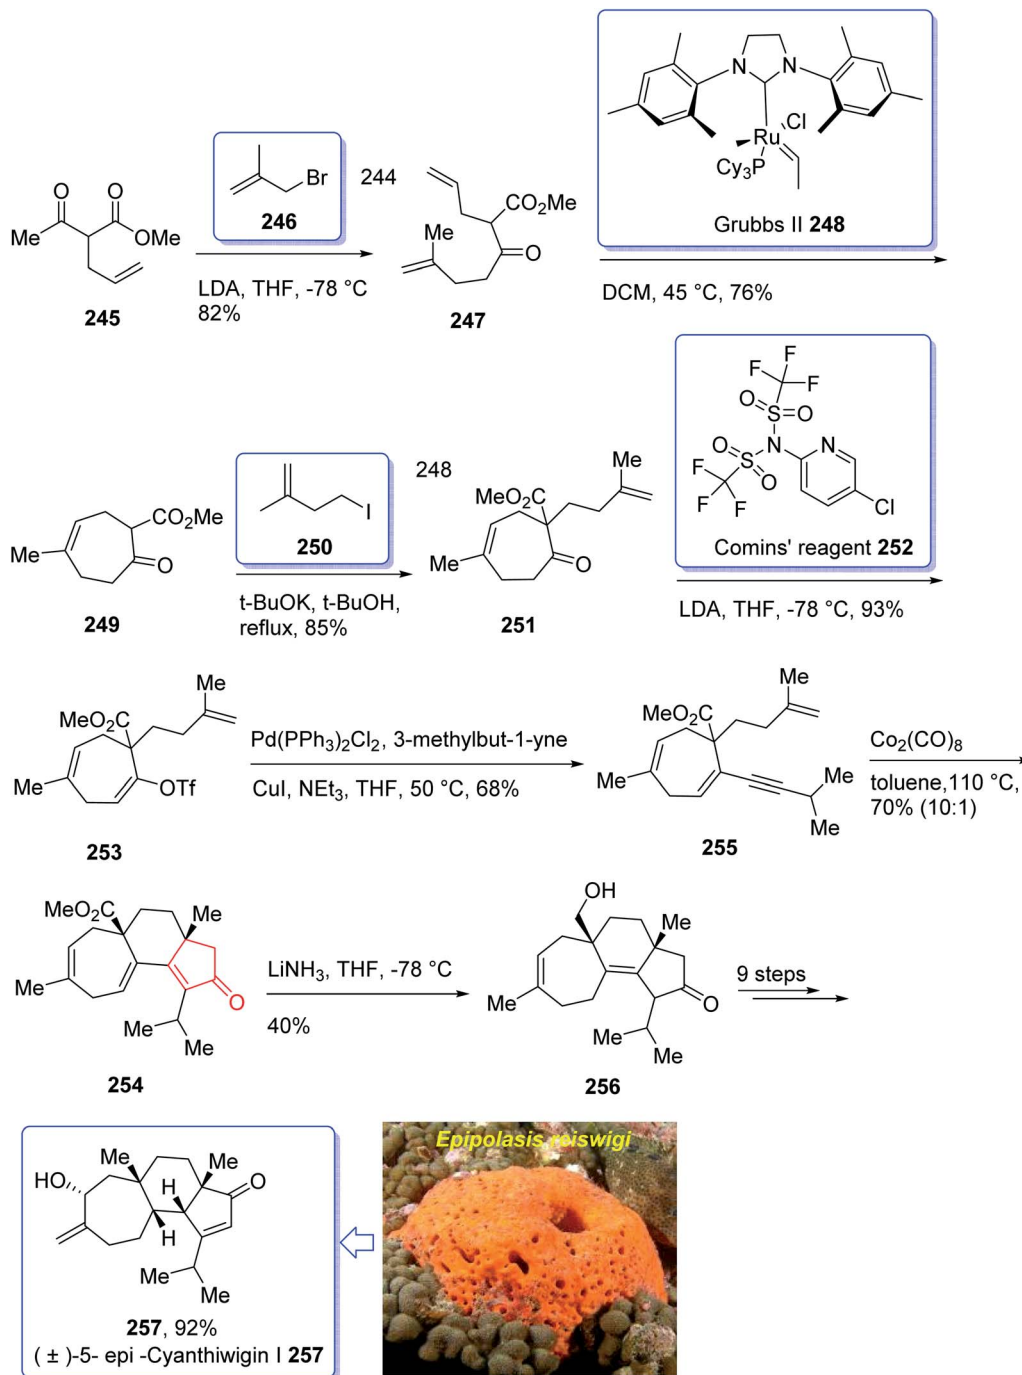 O O
Me OMe
245
Br
246
244
LDA, THF, -78 °C
82%
CO2Me
Me
O
247
N N
Cl
Ru
Cy3P
Grubbs II 248
DCM, 45 °C, 76%
CO2Me
Me O
249
I
250
248
t-BuOK, t-BuOH,
reflux, 85%
Me
MeO2C
Me O
251
F
F F
O
S=O
N N
O
S
F O
F F
Cl
Comins' reagent 252
LDA, THF, -78 °C, 93%
Me
MeO2C
Me OTf
253
Pd(PPh3)2Cl2, 3-methylbut-1-yne
CuI, NEt3, THF, 50 °C, 68%
Me
MeO2C
Me
Me
Me
255
Co2(CO)8
toluene,110 °C,
70% (10:1)
MeO2C Me
Me O
Me Me
254
LiNH3, THF, -78 °C
40%
OH
Me
Me O
Me
Me
256
9 steps
Me Me
HO O
H
H
Me
Me
257, 92%
( ± )-5- epi -Cyanthiwigin I 257
Epipolasis reiswigi